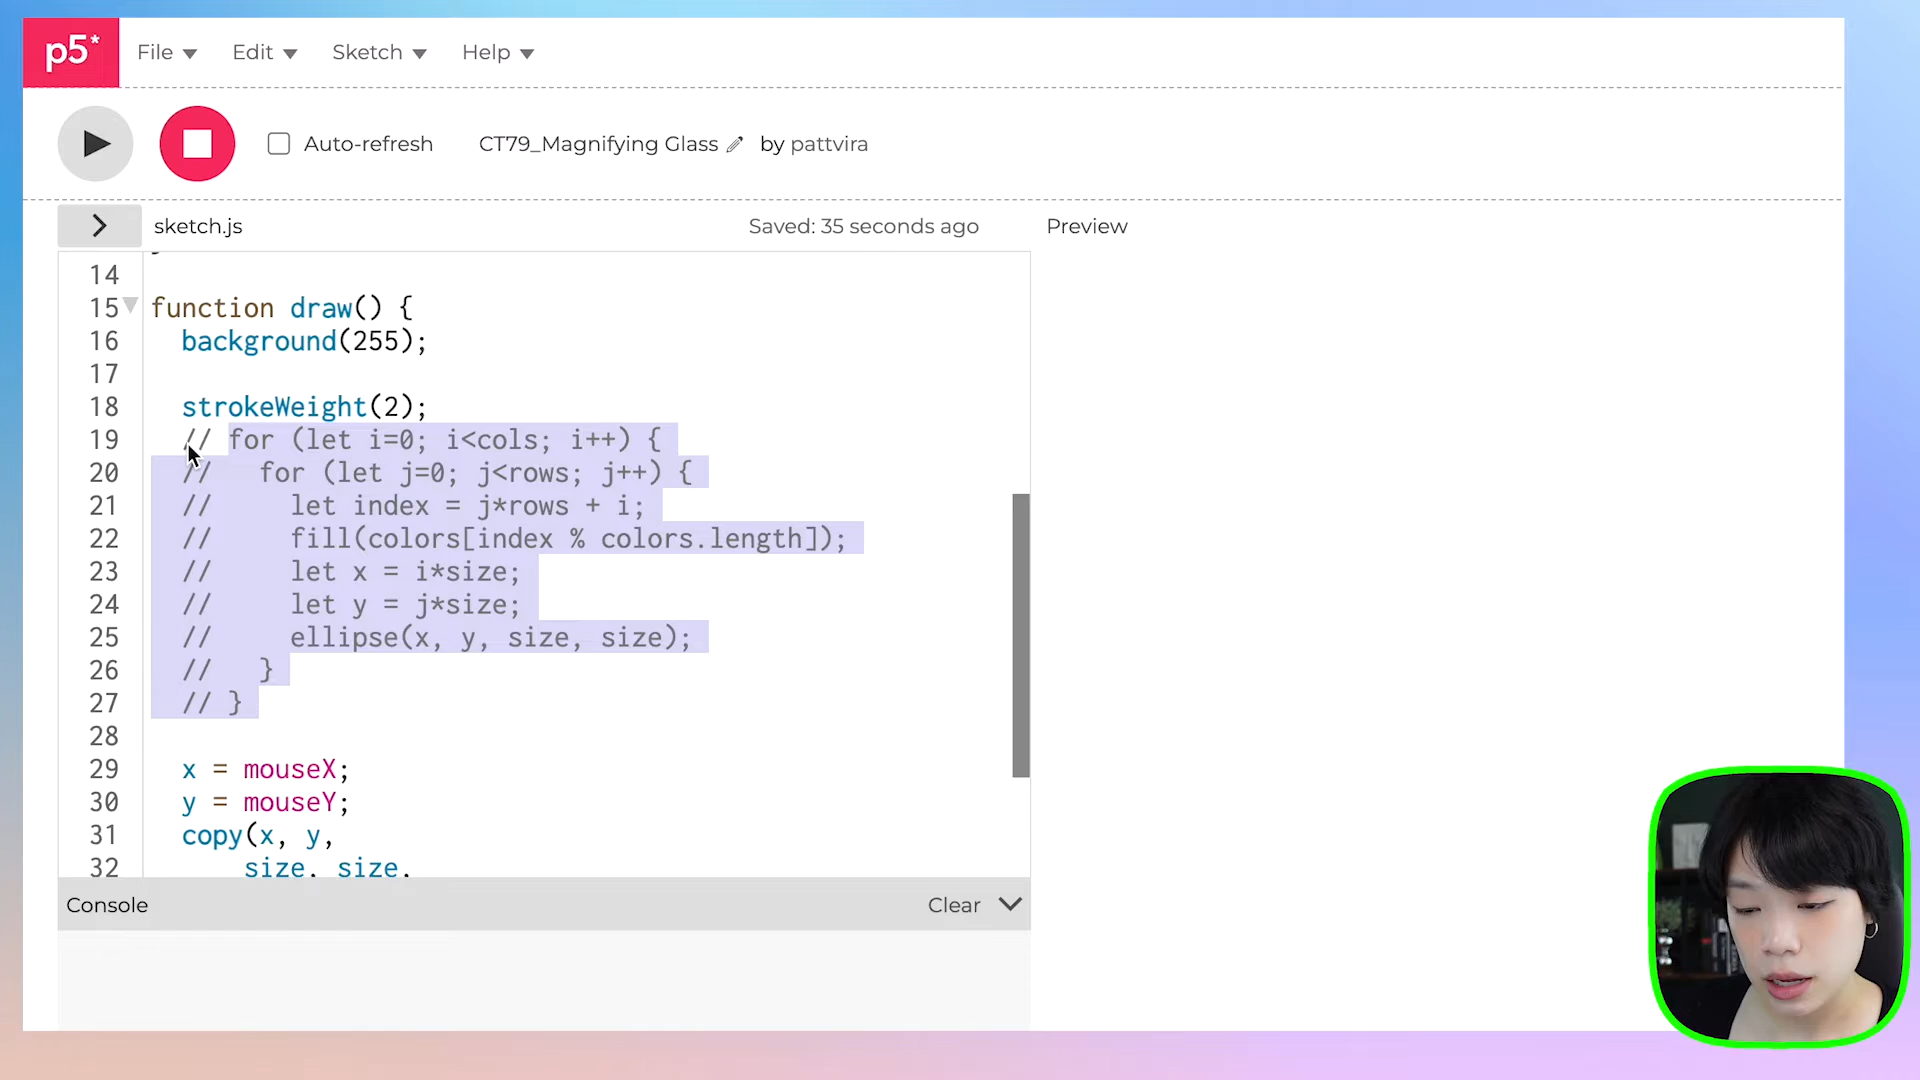 p5*
File
Edit
Sketch
Help
Auto-refresh
CT79_Magnifying Glass
by pattvira
sketch.js
Saved: 35 seconds ago
Preview
14
15 function draw() {
16 background(255);
17
18 strokeWeight(2);
19 // for (let i=0; i<cols; i++) {
20 // for (let j=0; j<rows; j++) {
21 // let index = j*rows + i;
22 // fill(colors[index % colors.length]);
23 // let x = i*size;
24 // let y = j*size;
25 // ellipse(x, y, size, size);
26 // }
27 // }
28
29 x = mouseX;
30 y = mouseY;
31 copy(x, y,
32 size, size,
Console
Clear